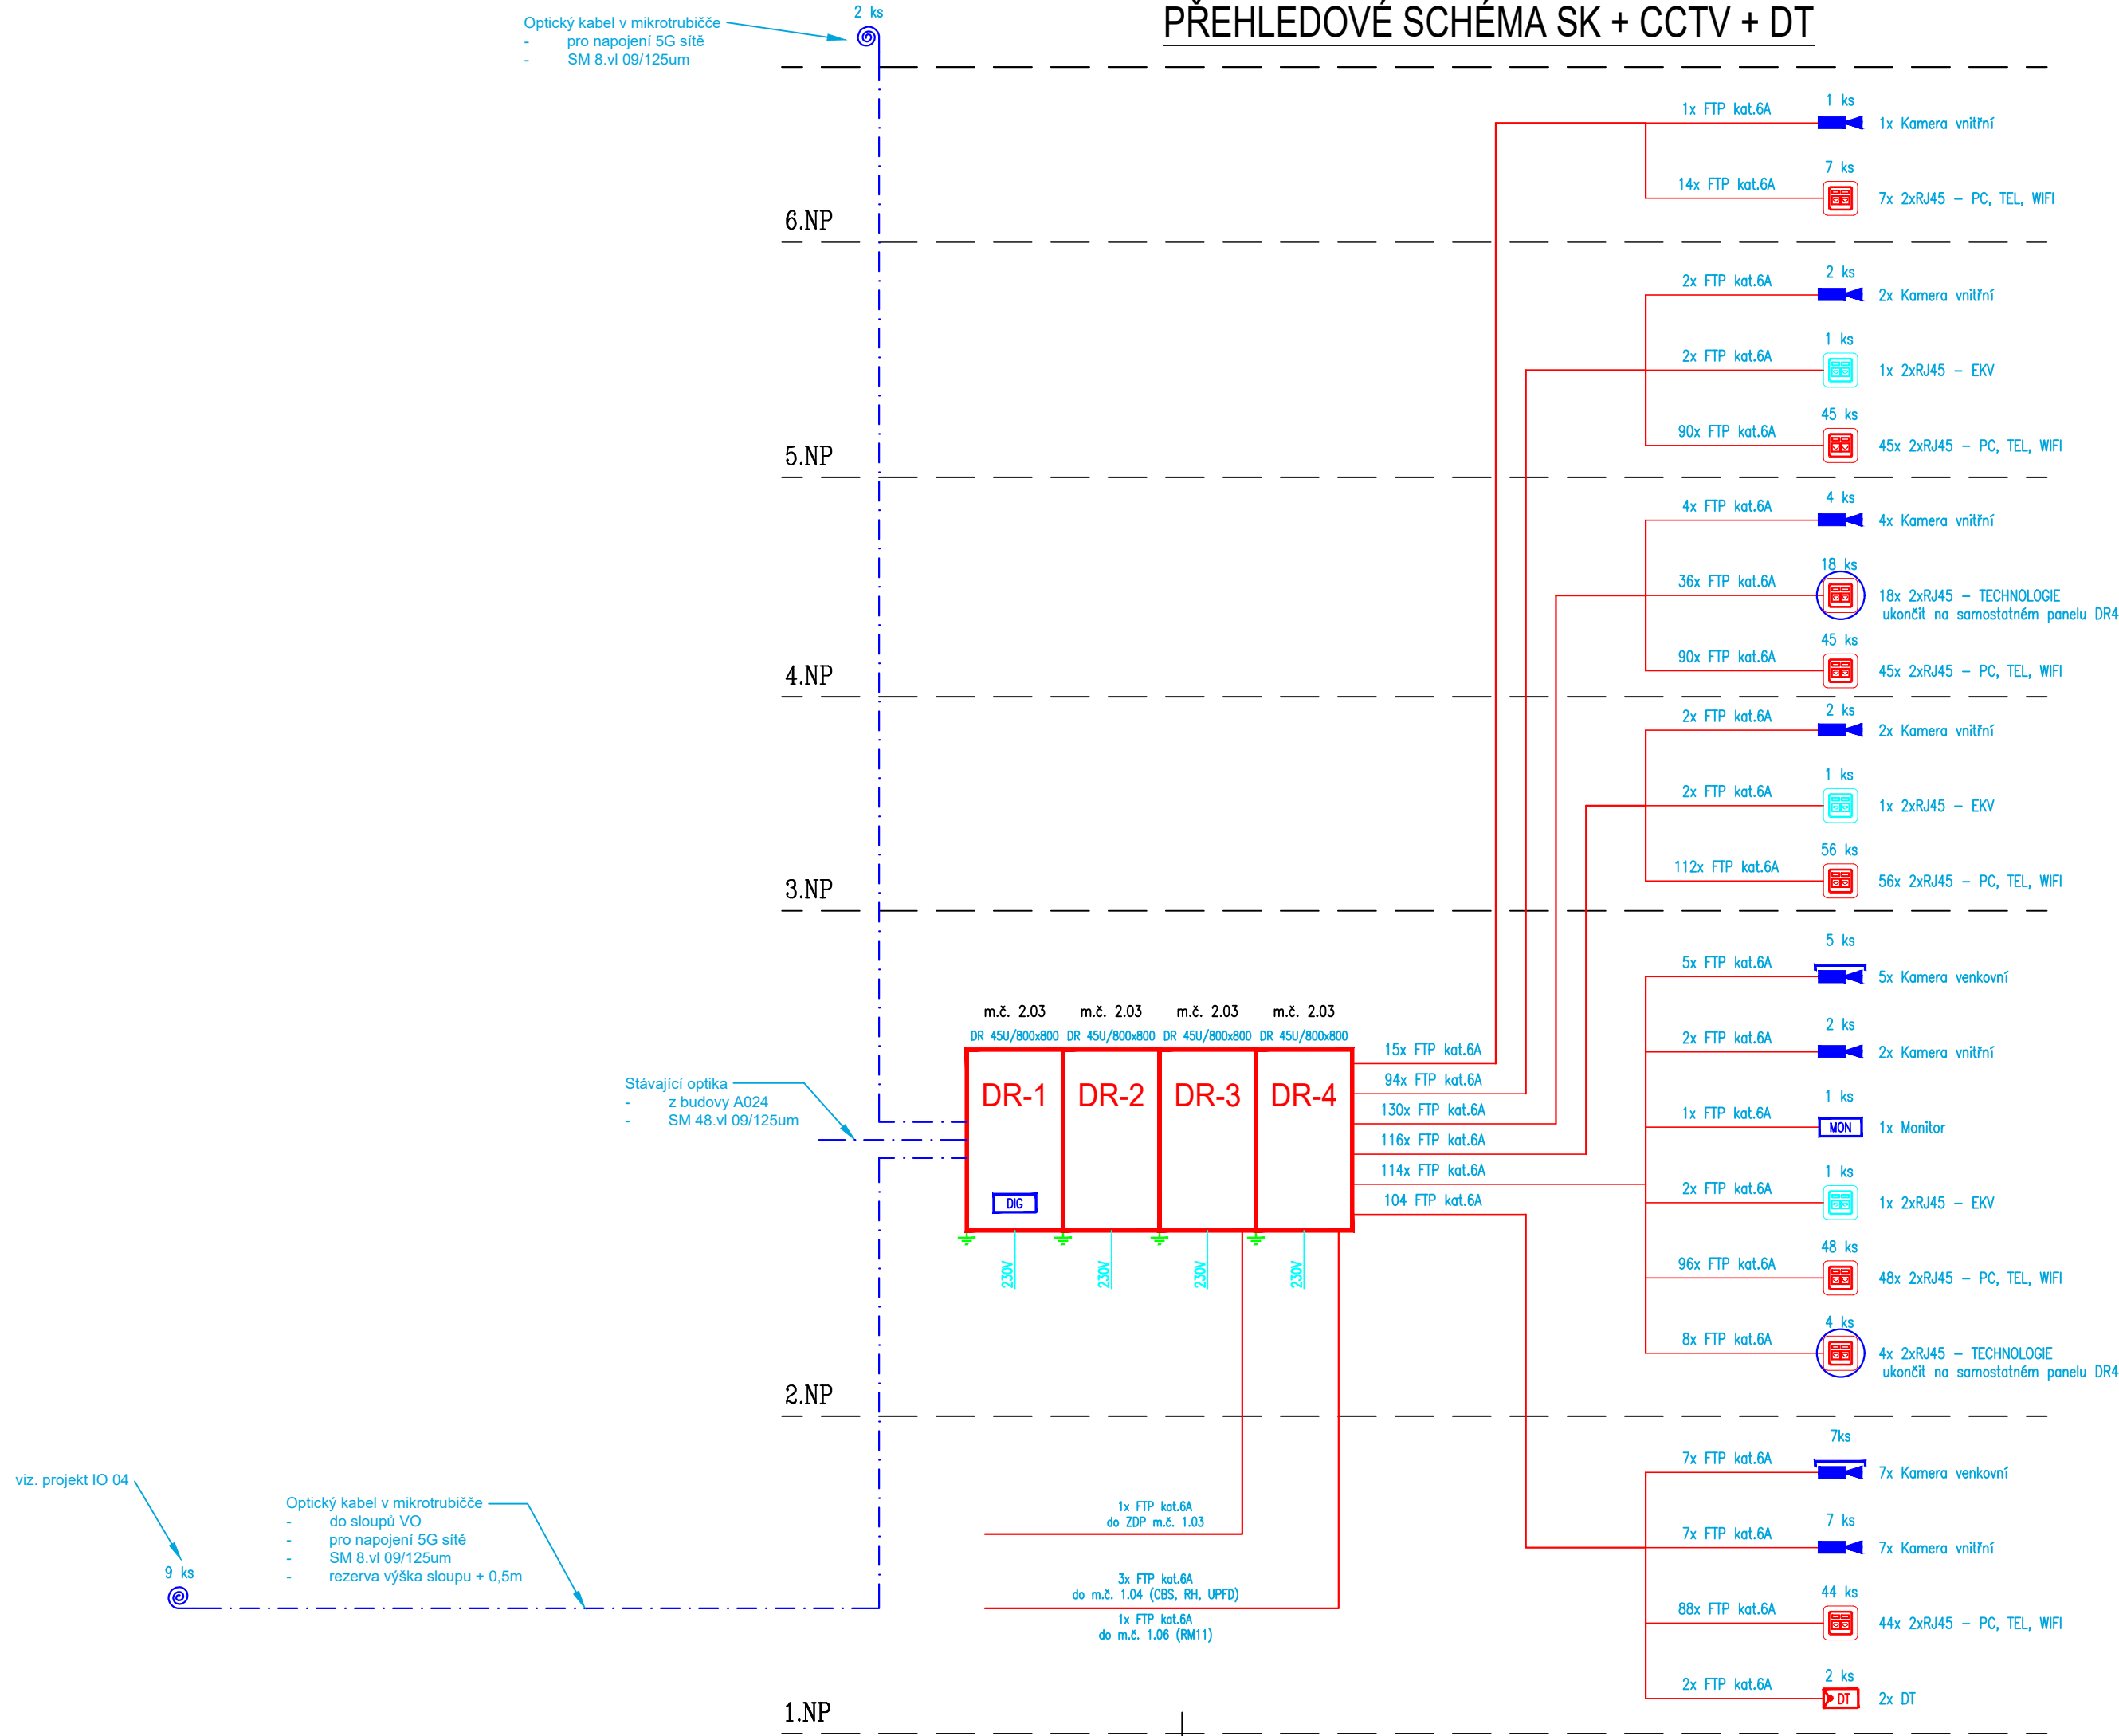 PŘEHLEDOVÉ SCHÉMA SK + CCTV + DT
Optický kabel v mikrotrubičče
- pro napojení 5G sítě
- SM 8.vl 09/125um
2 ks
1x FTP kat.6A
1 ks
1x Kamera vnitřní
14x FTP kat.6A
7 ks
7x 2xRJ45 – PC, TEL, WIFI
6.NP
2x FTP kat.6A
2 ks
2x Kamera vnitřní
2x FTP kat.6A
1 ks
1x 2xRJ45 – EKV
90x FTP kat.6A
45 ks
45x 2xRJ45 – PC, TEL, WIFI
5.NP
4x FTP kat.6A
4 ks
4x Kamera vnitřní
36x FTP kat.6A
18 ks
18x 2xRJ45 – TECHNOLOGIE
ukončit na samostatném panelu DR4
90x FTP kat.6A
45 ks
45x 2xRJ45 – PC, TEL, WIFI
4.NP
2x FTP kat.6A
2 ks
2x Kamera vnitřní
2x FTP kat.6A
1 ks
1x 2xRJ45 – EKV
112x FTP kat.6A
56 ks
56x 2xRJ45 – PC, TEL, WIFI
3.NP
5x FTP kat.6A
5 ks
5x Kamera venkovní
2x FTP kat.6A
2 ks
2x Kamera vnitřní
1x FTP kat.6A
1 ks
MON
1x Monitor
2x FTP kat.6A
1 ks
1x 2xRJ45 – EKV
96x FTP kat.6A
48 ks
48x 2xRJ45 – PC, TEL, WIFI
8x FTP kat.6A
4 ks
4x 2xRJ45 – TECHNOLOGIE
ukončit na samostatném panelu DR4
m.č. 2.03 m.č. 2.03 m.č. 2.03 m.č. 2.03
DR 45U/800x800 DR 45U/800x800 DR 45U/800x800 DR 45U/800x800
DR-1 DR-2 DR-3 DR-4
DIG
230V 230V 230V 230V
15x FTP kat.6A
94x FTP kat.6A
130x FTP kat.6A
116x FTP kat.6A
114x FTP kat.6A
104 FTP kat.6A
Stávající optika
- z budovy A024
- SM 48.vl 09/125um
2.NP
7x FTP kat.6A
7ks
7x Kamera venkovní
7x FTP kat.6A
7 ks
7x Kamera vnitřní
88x FTP kat.6A
44 ks
44x 2xRJ45 – PC, TEL, WIFI
2x FTP kat.6A
2 ks
DT
2x DT
1x FTP kat.6A
do ZDP m.č. 1.03
3x FTP kat.6A
do m.č. 1.04 (CBS, RH, UPFD)
1x FTP kat.6A
do m.č. 1.06 (RM11)
viz. projekt IO 04
9 ks
Optický kabel v mikrotrubičče
- do sloupů VO
- pro napojení 5G sítě
- SM 8.vl 09/125um
- rezerva výška sloupu + 0,5m
1.NP